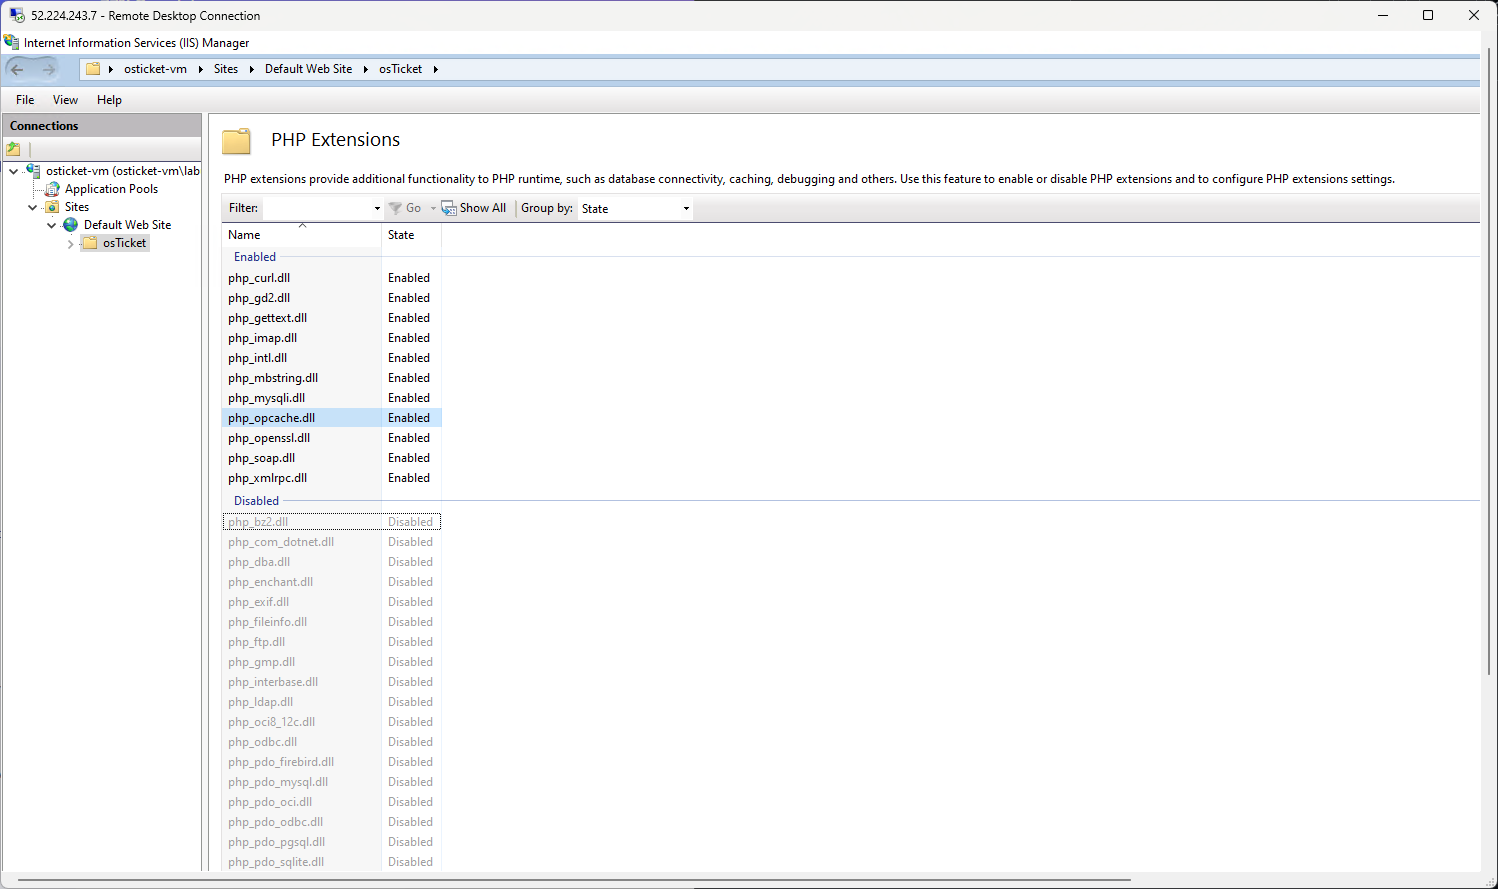 52.224.243.7 - Remote Desktop Connection
Internet Information Services (IIS) Manager
osticket-vm Sites Default Web Site osTicket
File View Help
Connections
osticket-vm (osticket-vm\lab
Application Pools
Sites
Default Web Site
osTicket
PHP Extensions
PHP extensions provide additional functionality to PHP runtime, such as database connectivity, caching, debugging and others. Use this feature to enable or disable PHP extensions and to configure PHP extensions settings.
Filter: Go Show All Group by: State
Name State
Enabled
php_curl.dll Enabled
php_gd2.dll Enabled
php_gettext.dll Enabled
php_imap.dll Enabled
php_intl.dll Enabled
php_mbstring.dll Enabled
php_mysqli.dll Enabled
php_opcache.dll Enabled
php_openssl.dll Enabled
php_soap.dll Enabled
php_xmlrpc.dll Enabled
Disabled
php_bz2.dll Disabled
php_com_dotnet.dll Disabled
php_dba.dll Disabled
php_enchant.dll Disabled
php_exif.dll Disabled
php_fileinfo.dll Disabled
php_ftp.dll Disabled
php_gmp.dll Disabled
php_interbase.dll Disabled
php_ldap.dll Disabled
php_oci8_12c.dll Disabled
php_odbc.dll Disabled
php_pdo_firebird.dll Disabled
php_pdo_mysql.dll Disabled
php_pdo_oci.dll Disabled
php_pdo_odbc.dll Disabled
php_pdo_pgsql.dll Disabled
php_pdo_sqlite.dll Disabled